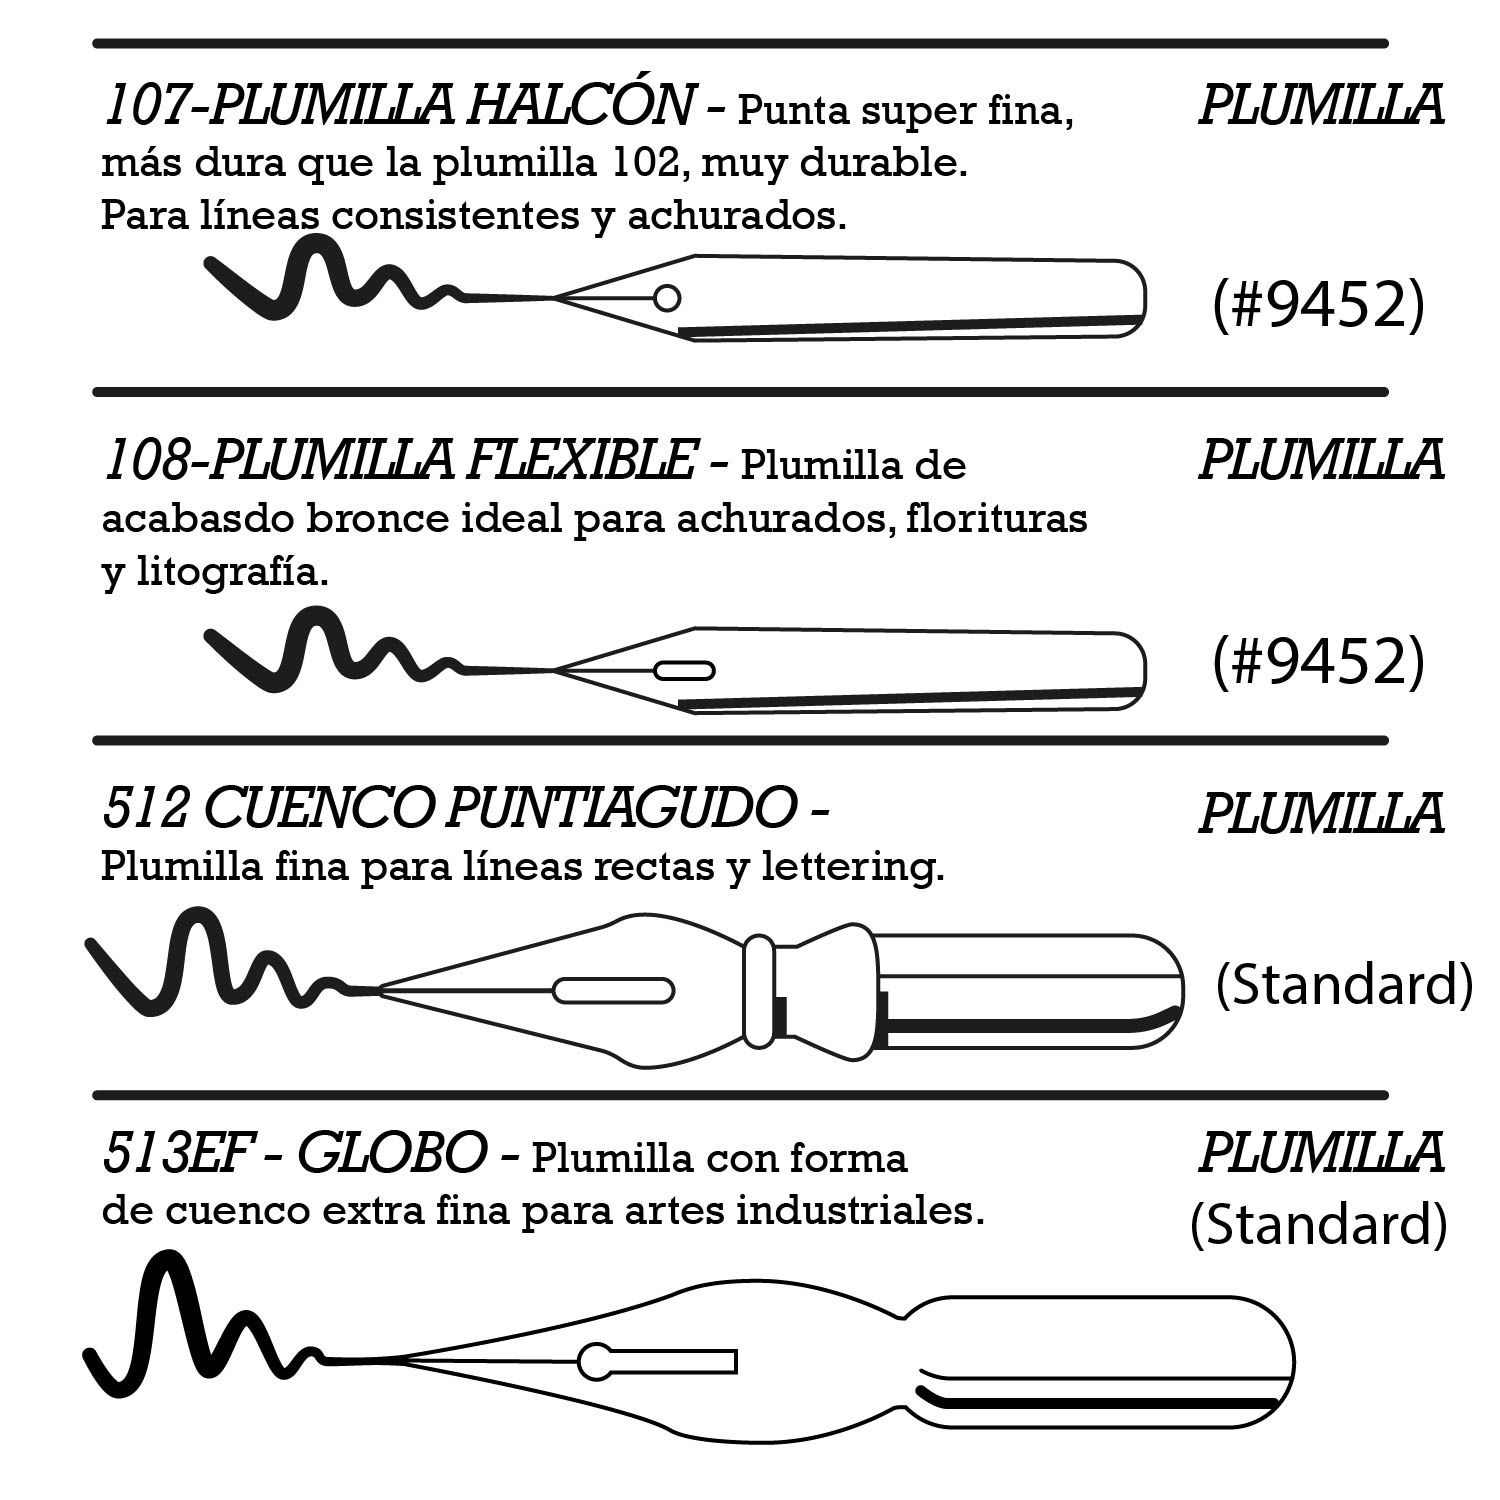 107-PLUMILLA HALCÓN - Punta super fina,
más dura que la plumilla 102, muy durable.
Para líneas consistentes y achurados.
PLUMILLA
(#9452)
108-PLUMILLA FLEXIBLE - Plumilla de
acabasdo bronce ideal para achurados, florituras
y litografía.
PLUMILLA
(#9452)
512 CUENCO PUNTIAGUDO -
Plumilla fina para líneas rectas y lettering.
PLUMILLA
(Standard)
513EF - GLOBO - Plumilla con forma
de cuenco extra fina para artes industriales.
PLUMILLA
(Standard)